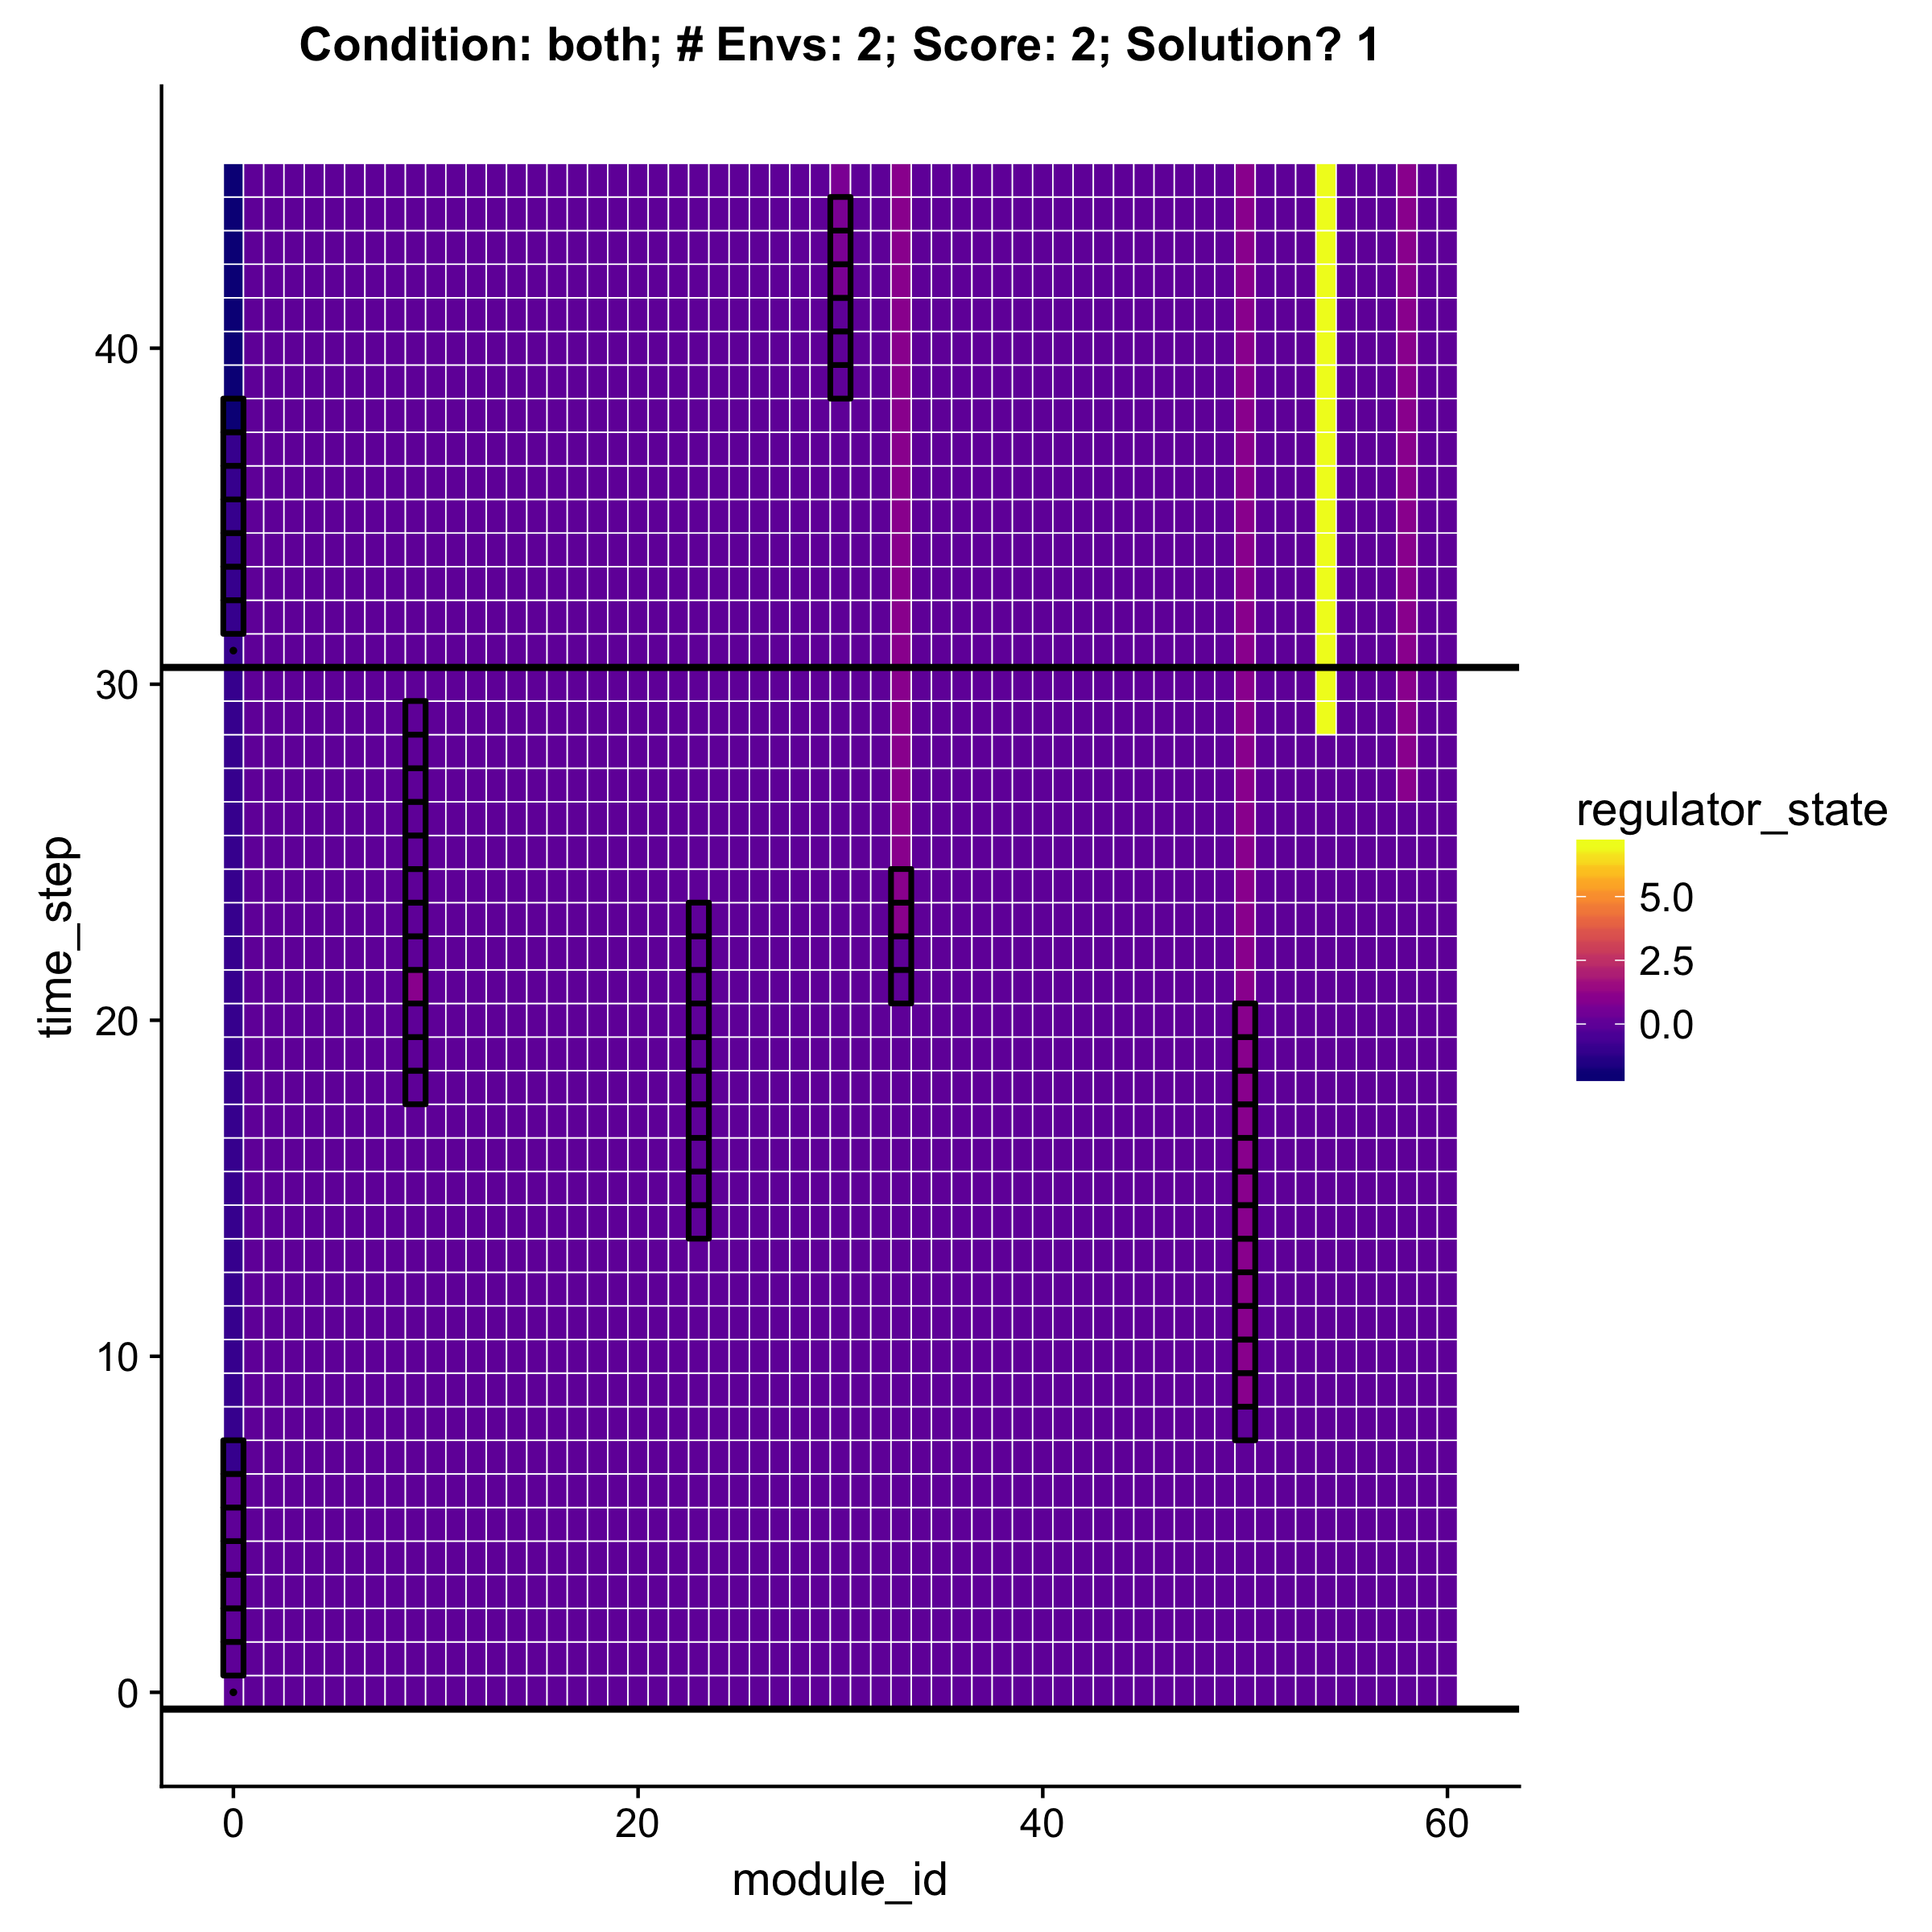 Condition: both; # Envs: 2; Score: 2; Solution? 1
time_step
40
30
20
10
0
0 20 40 60
module_id
regulator_state
5.0
2.5
0.0